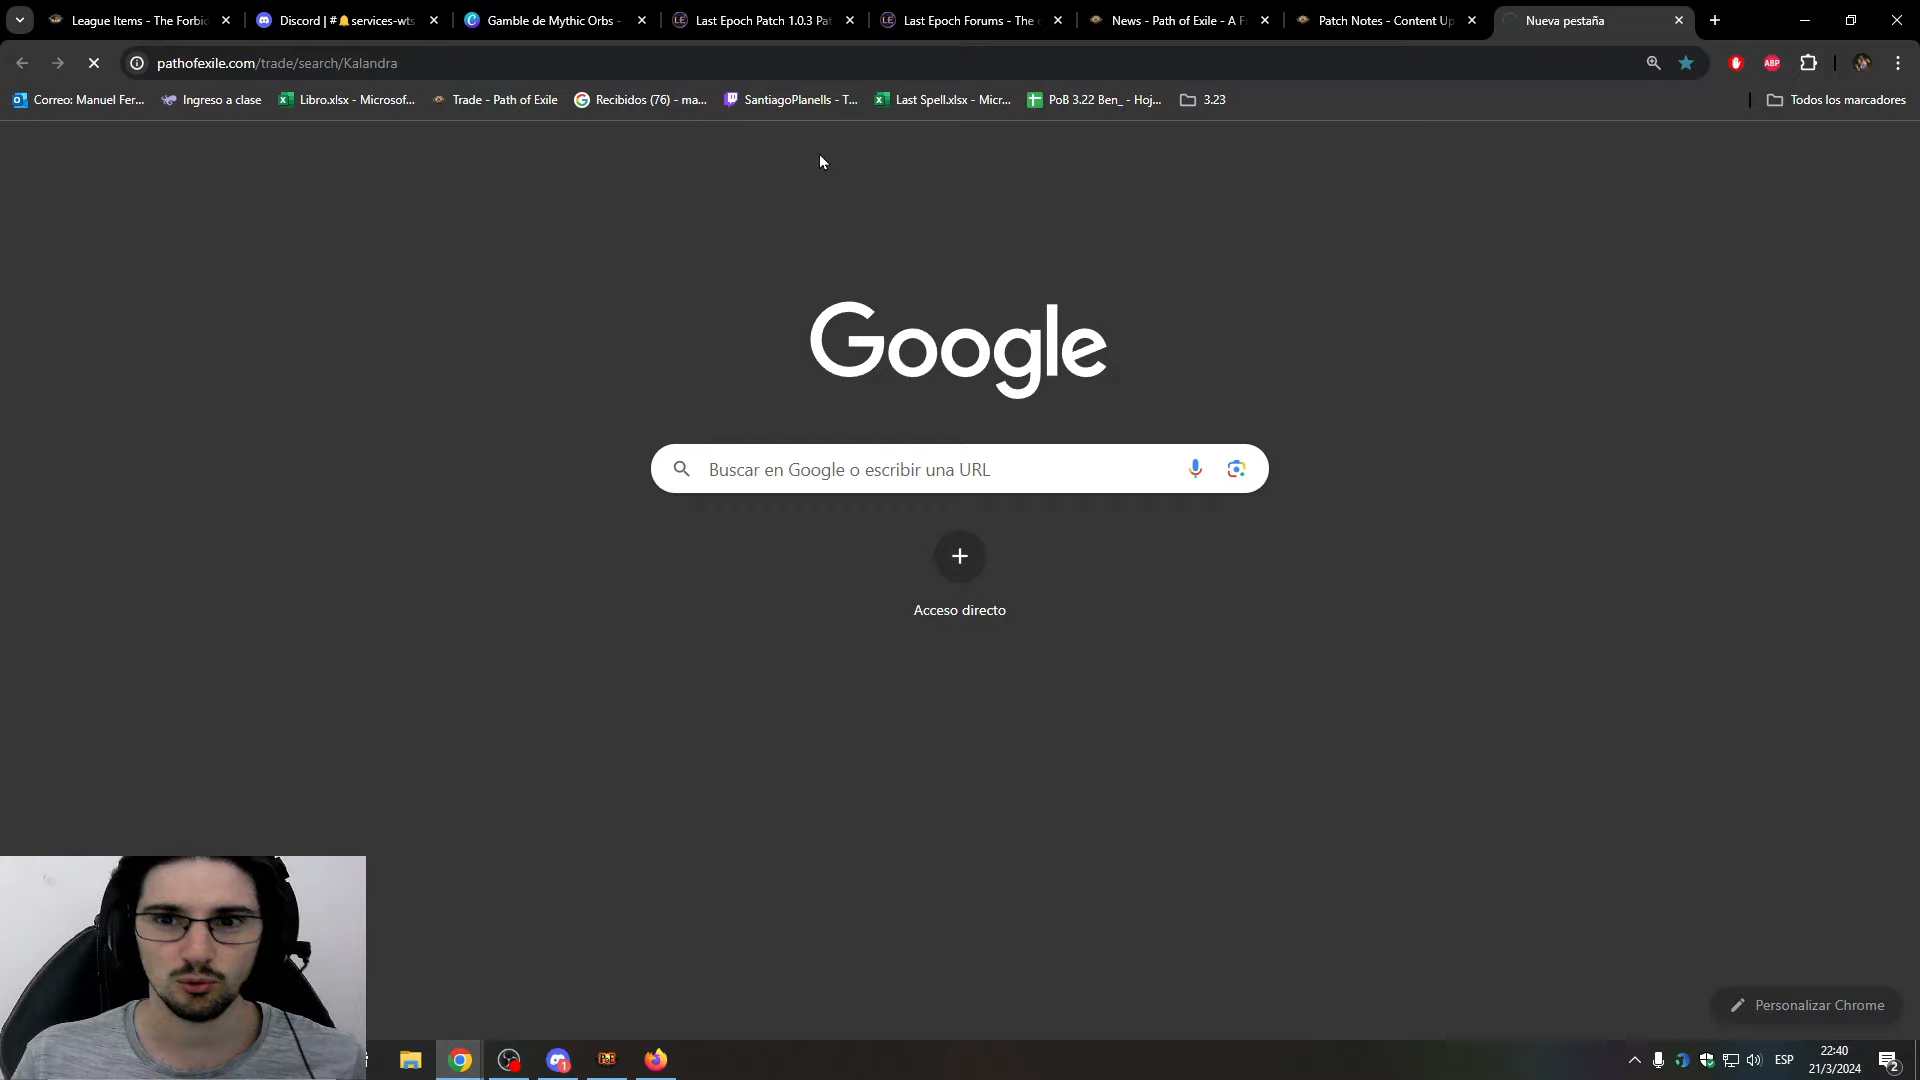 League Items - The Forbid
Discord | #🔔services-wts
Gamble de Mythic Orbs -
Last Epoch Patch 1.0.3 Pat
Last Epoch Forums - The
News - Path of Exile - A F
Patch Notes - Content Up
Nueva pestaña
pathofexile.com/trade/search/Kalandra
ABP
Correo: Manuel Fer...
Ingreso a clase
Libro.xlsx - Microsof...
Trade - Path of Exile
Recibidos (76) - ma...
SantiagoPlanells - T...
Last Spell.xlsx - Micr...
PoB 3.22 Ben_ - Hoj...
3.23
Todos los marcadores
Google
Buscar en Google o escribir una URL
Acceso directo
Personalizar Chrome
ESP
22:40
21/3/2024
2